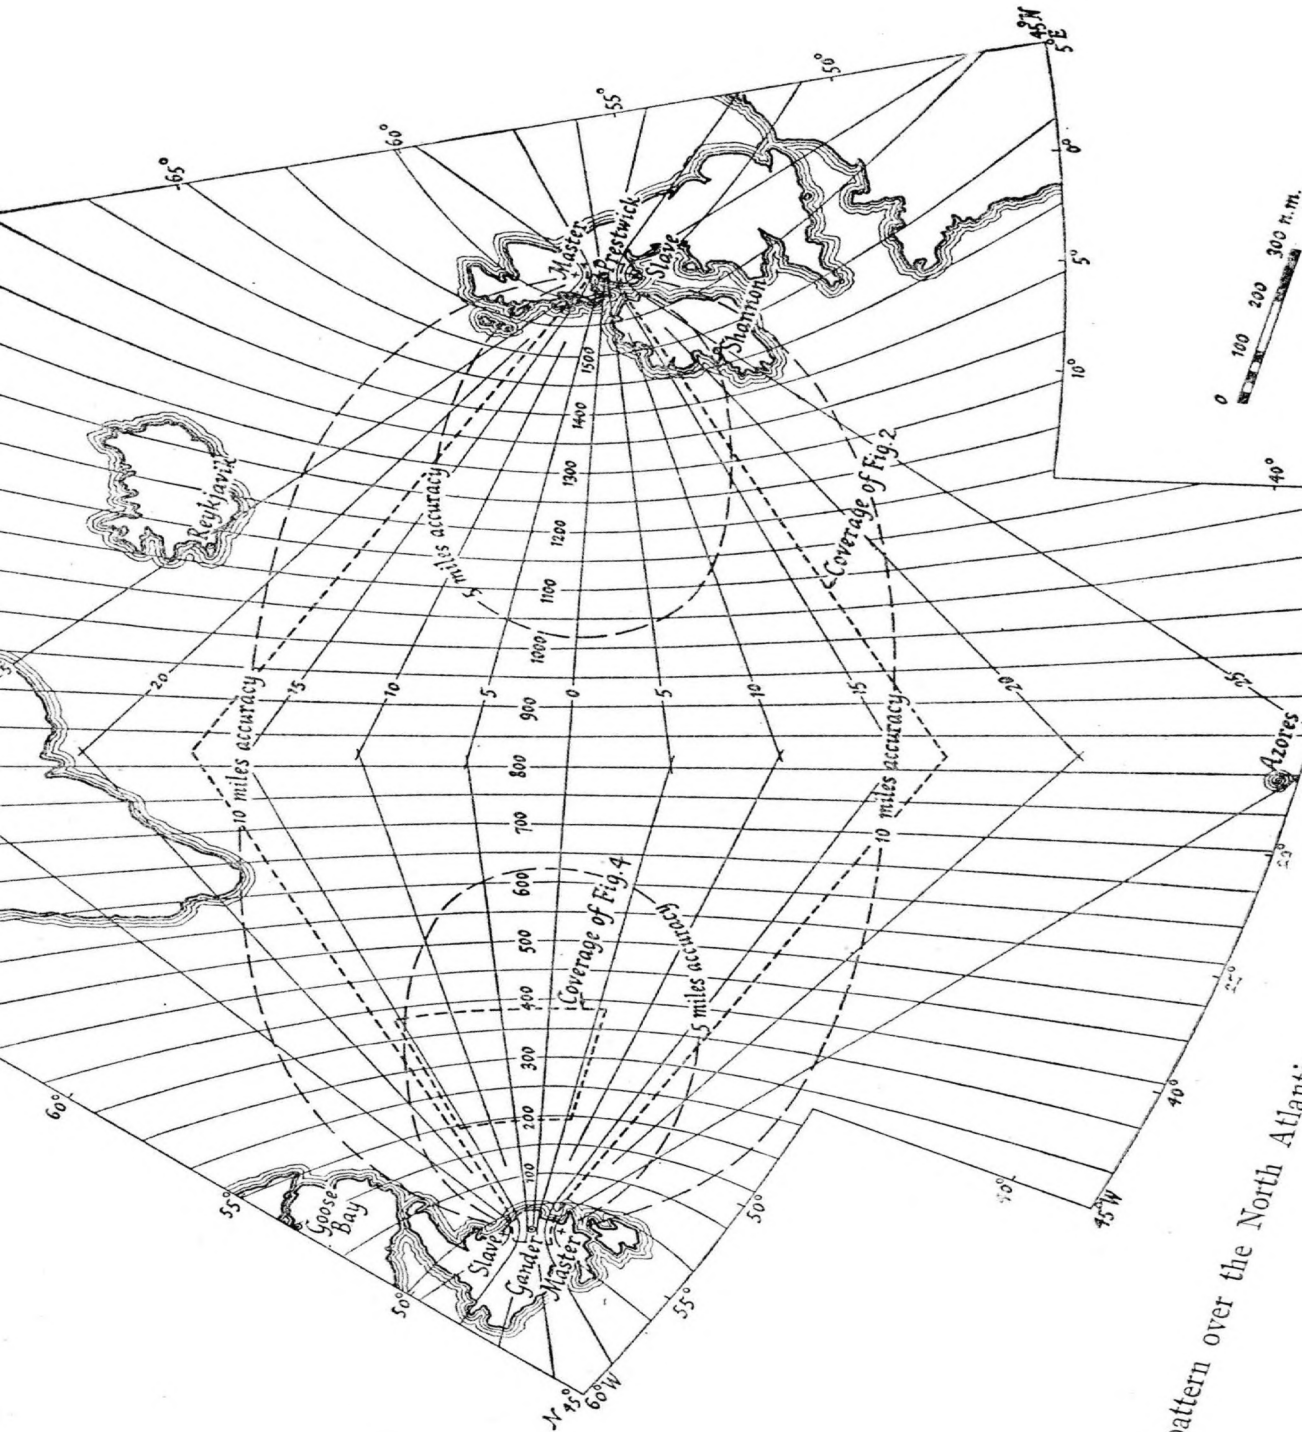 45°N
5°E
50°
55°
60°
65°
0°
5°
10°
40°
0 100 200 300 n.m.
Master
Prestwick
Slave
Shannon
Reykjavik
1500
1400
1300
1200
1100
1000
900
800
700
600
500
400
300
200
100
0
5 miles accuracy
Coverage of Fig. 2
10 miles accuracy
20
15
10
5
0
5
10
15
20
25
10 miles accuracy
Azores
Coverage of Fig. 4
5 miles accuracy
60°
55°
50°
Goose
Bay
Slave
Gander
Master
N 45°
60°W
55°
50°
45°W
40°
pattern over the North Atlanti